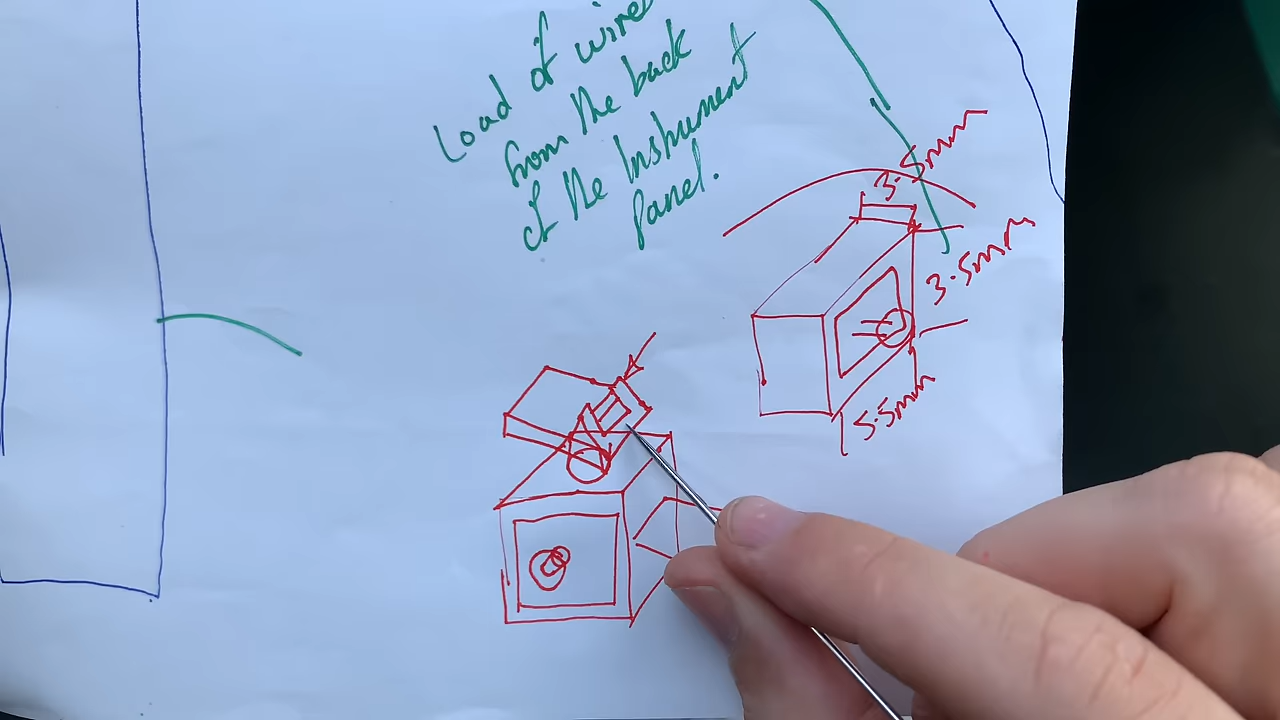 Load of wires
from the back
of the Instrument
Panel.
3.5mm
3.5mm
5.5mm